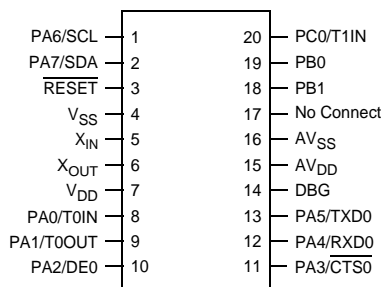 PA6/SCL 1 20 PC0/T1IN
PA7/SDA 2 19 PB0
RESET 3 18 PB1
VSS 4 17 No Connect
XIN 5 16 AVSS
XOUT 6 15 AVDD
VDD 7 14 DBG
PA0/T0IN 8 13 PA5/TXD0
PA1/T0OUT 9 12 PA4/RXD0
PA2/DE0 10 11 PA3/CTS0